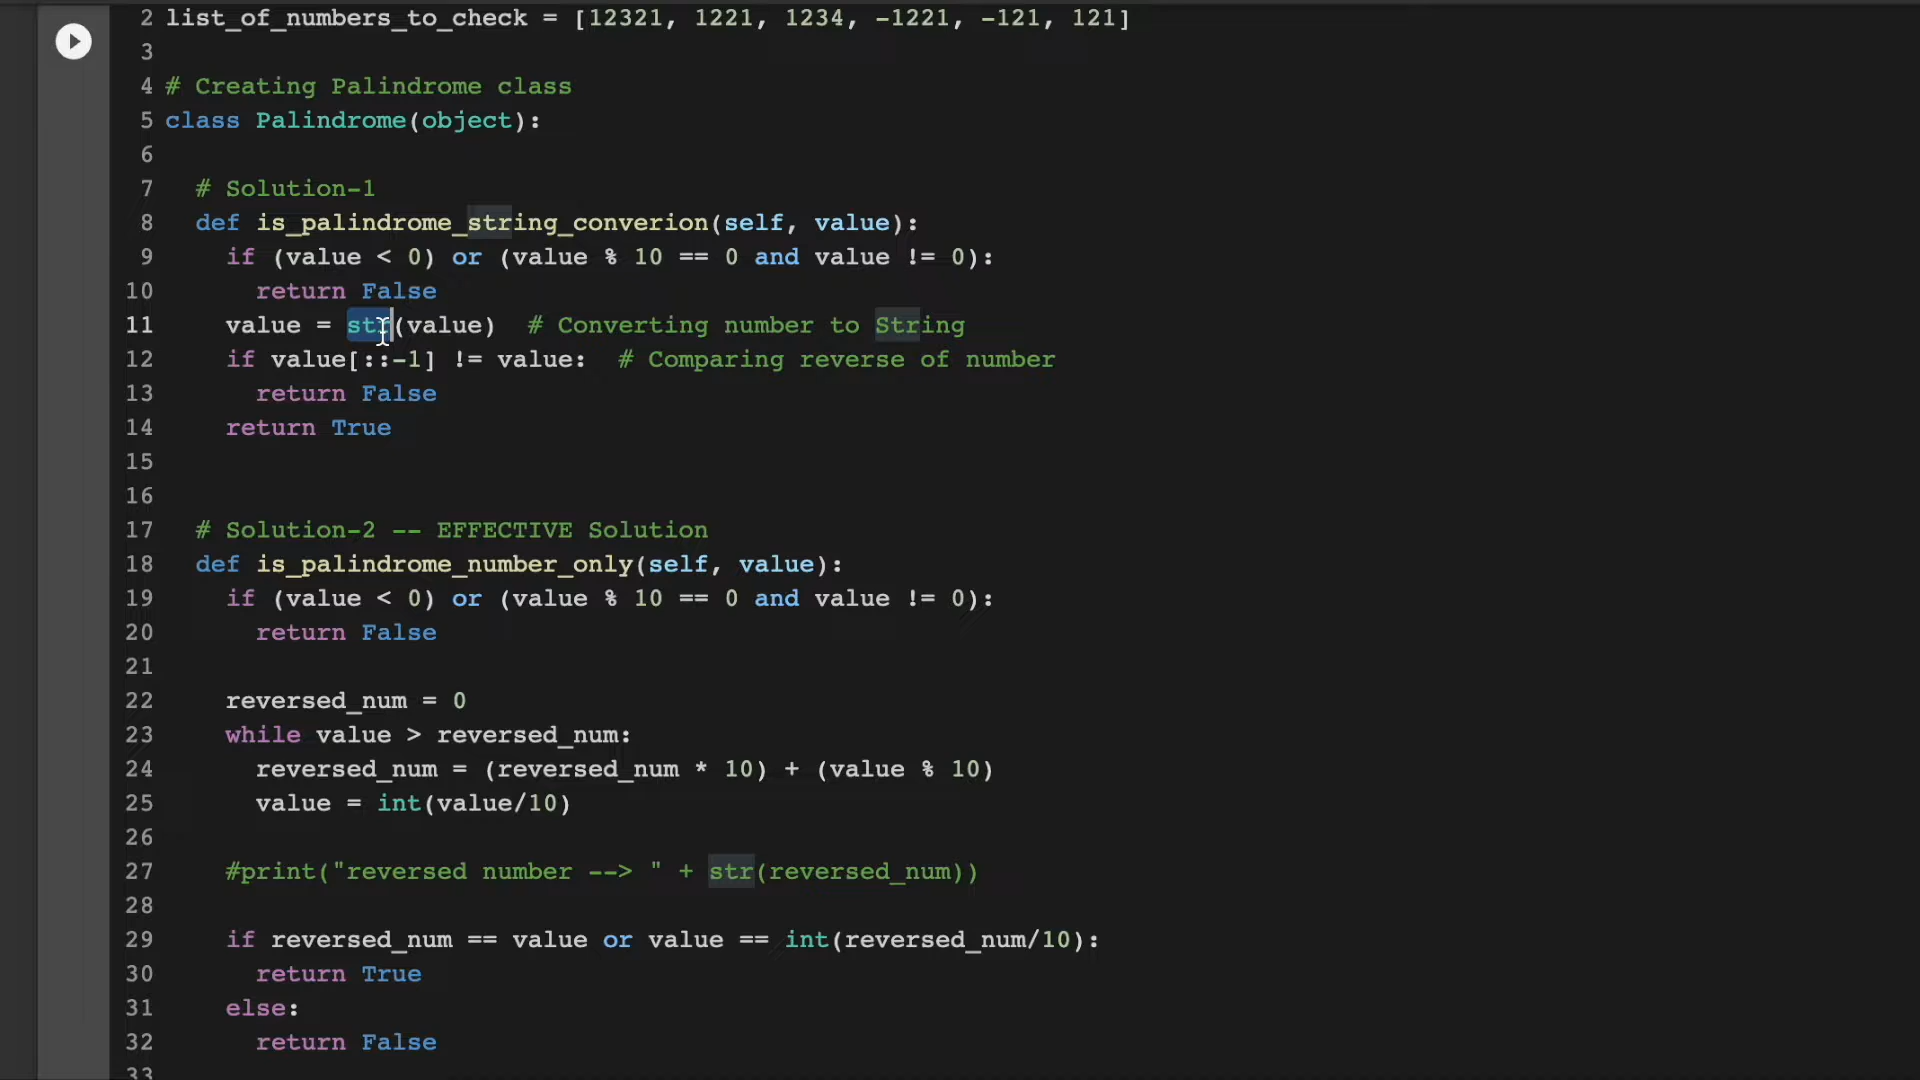 2 list_of_numbers_to_check = [12321, 1221, 1234, -1221, -121, 121]
3
4 # Creating Palindrome class
5 class Palindrome(object):
6
7   # Solution-1
8   def is_palindrome_string_converion(self, value):
9     if (value < 0) or (value % 10 == 0 and value != 0):
10       return False
11     value = str(value)  # Converting number to String
12     if value[::-1] != value:  # Comparing reverse of number
13       return False
14     return True
15
16
17   # Solution-2 -- EFFECTIVE Solution
18   def is_palindrome_number_only(self, value):
19     if (value < 0) or (value % 10 == 0 and value != 0):
20       return False
21
22     reversed_num = 0
23     while value > reversed_num:
24       reversed_num = (reversed_num * 10) + (value % 10)
25       value = int(value/10)
26
27     #print("reversed number --> " + str(reversed_num))
28
29     if reversed_num == value or value == int(reversed_num/10):
30       return True
31     else:
32       return False
33